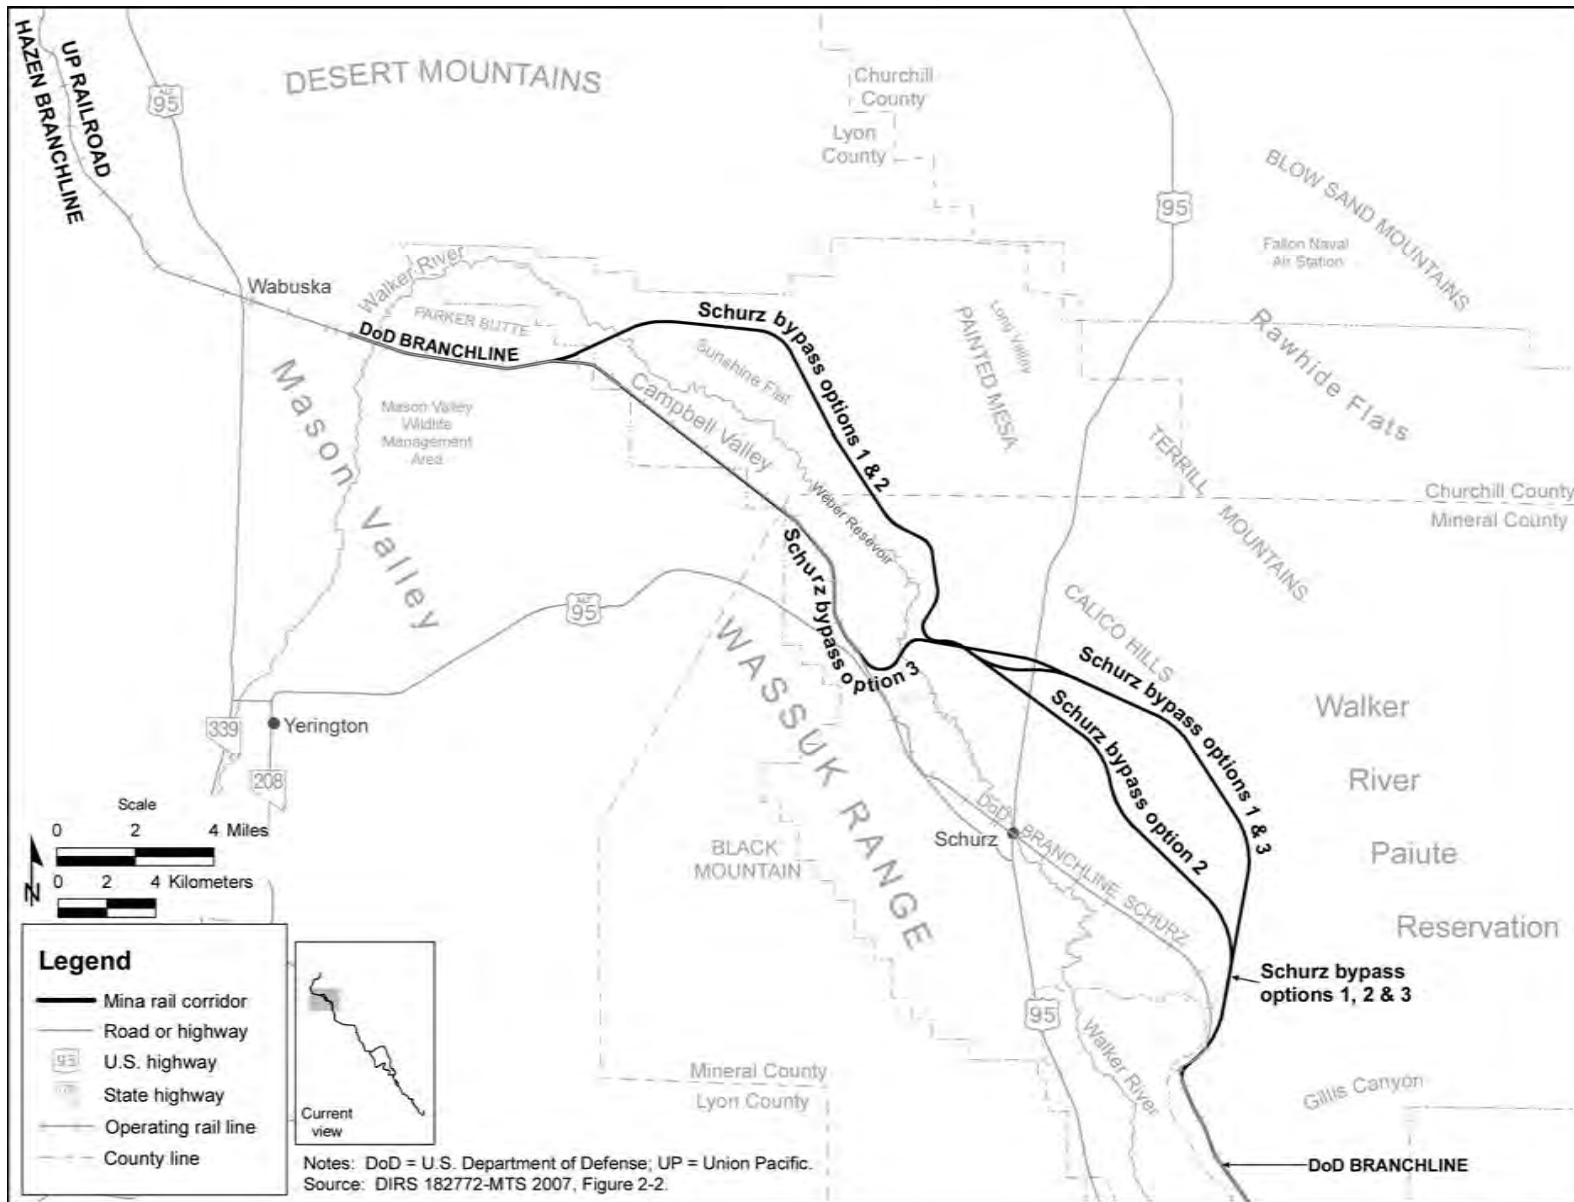 HAZEN BRANCHLINE
UP RAILROAD
ALT
95
DESERT MOUNTAINS
Churchill
County
Lyon
County
BLOW SAND MOUNTAINS
95
Fallon Naval
Air Station
Rawhide Flats
Wabuska
Walker River
PARKER BUTTE
DoD BRANCHLINE
Schurz bypass options 1 & 2
Sunshine Flat
Long Valley
PAINTED MESA
Campbell Valley
Mason Valley
Mason Valley
Wildlife
Management
Area
TERRILL MOUNTAINS
Weber Resevoir
Churchill County
Mineral County
Schurz bypass option 3
ALT
95
CALICO HILLS
WASSUK RANGE
Schurz bypass options 1 & 3
Schurz bypass option 2
Walker
River
Paiute
Reservation
339
Yerington
208
Scale
0 2 4 Miles
0 2 4 Kilometers
N
BLACK
MOUNTAIN
Schurz
DoD BRANCHLINE SCHURZ
Schurz bypass
options 1, 2 & 3
95
Walker River
Mineral County
Lyon County
Gillis Canyon
DoD BRANCHLINE
Legend
Mina rail corridor
Road or highway
95
U.S. highway
State highway
Operating rail line
County line
Current
view
Notes: DoD = U.S. Department of Defense; UP = Union Pacific.
Source: DIRS 182772-MTS 2007, Figure 2-2.